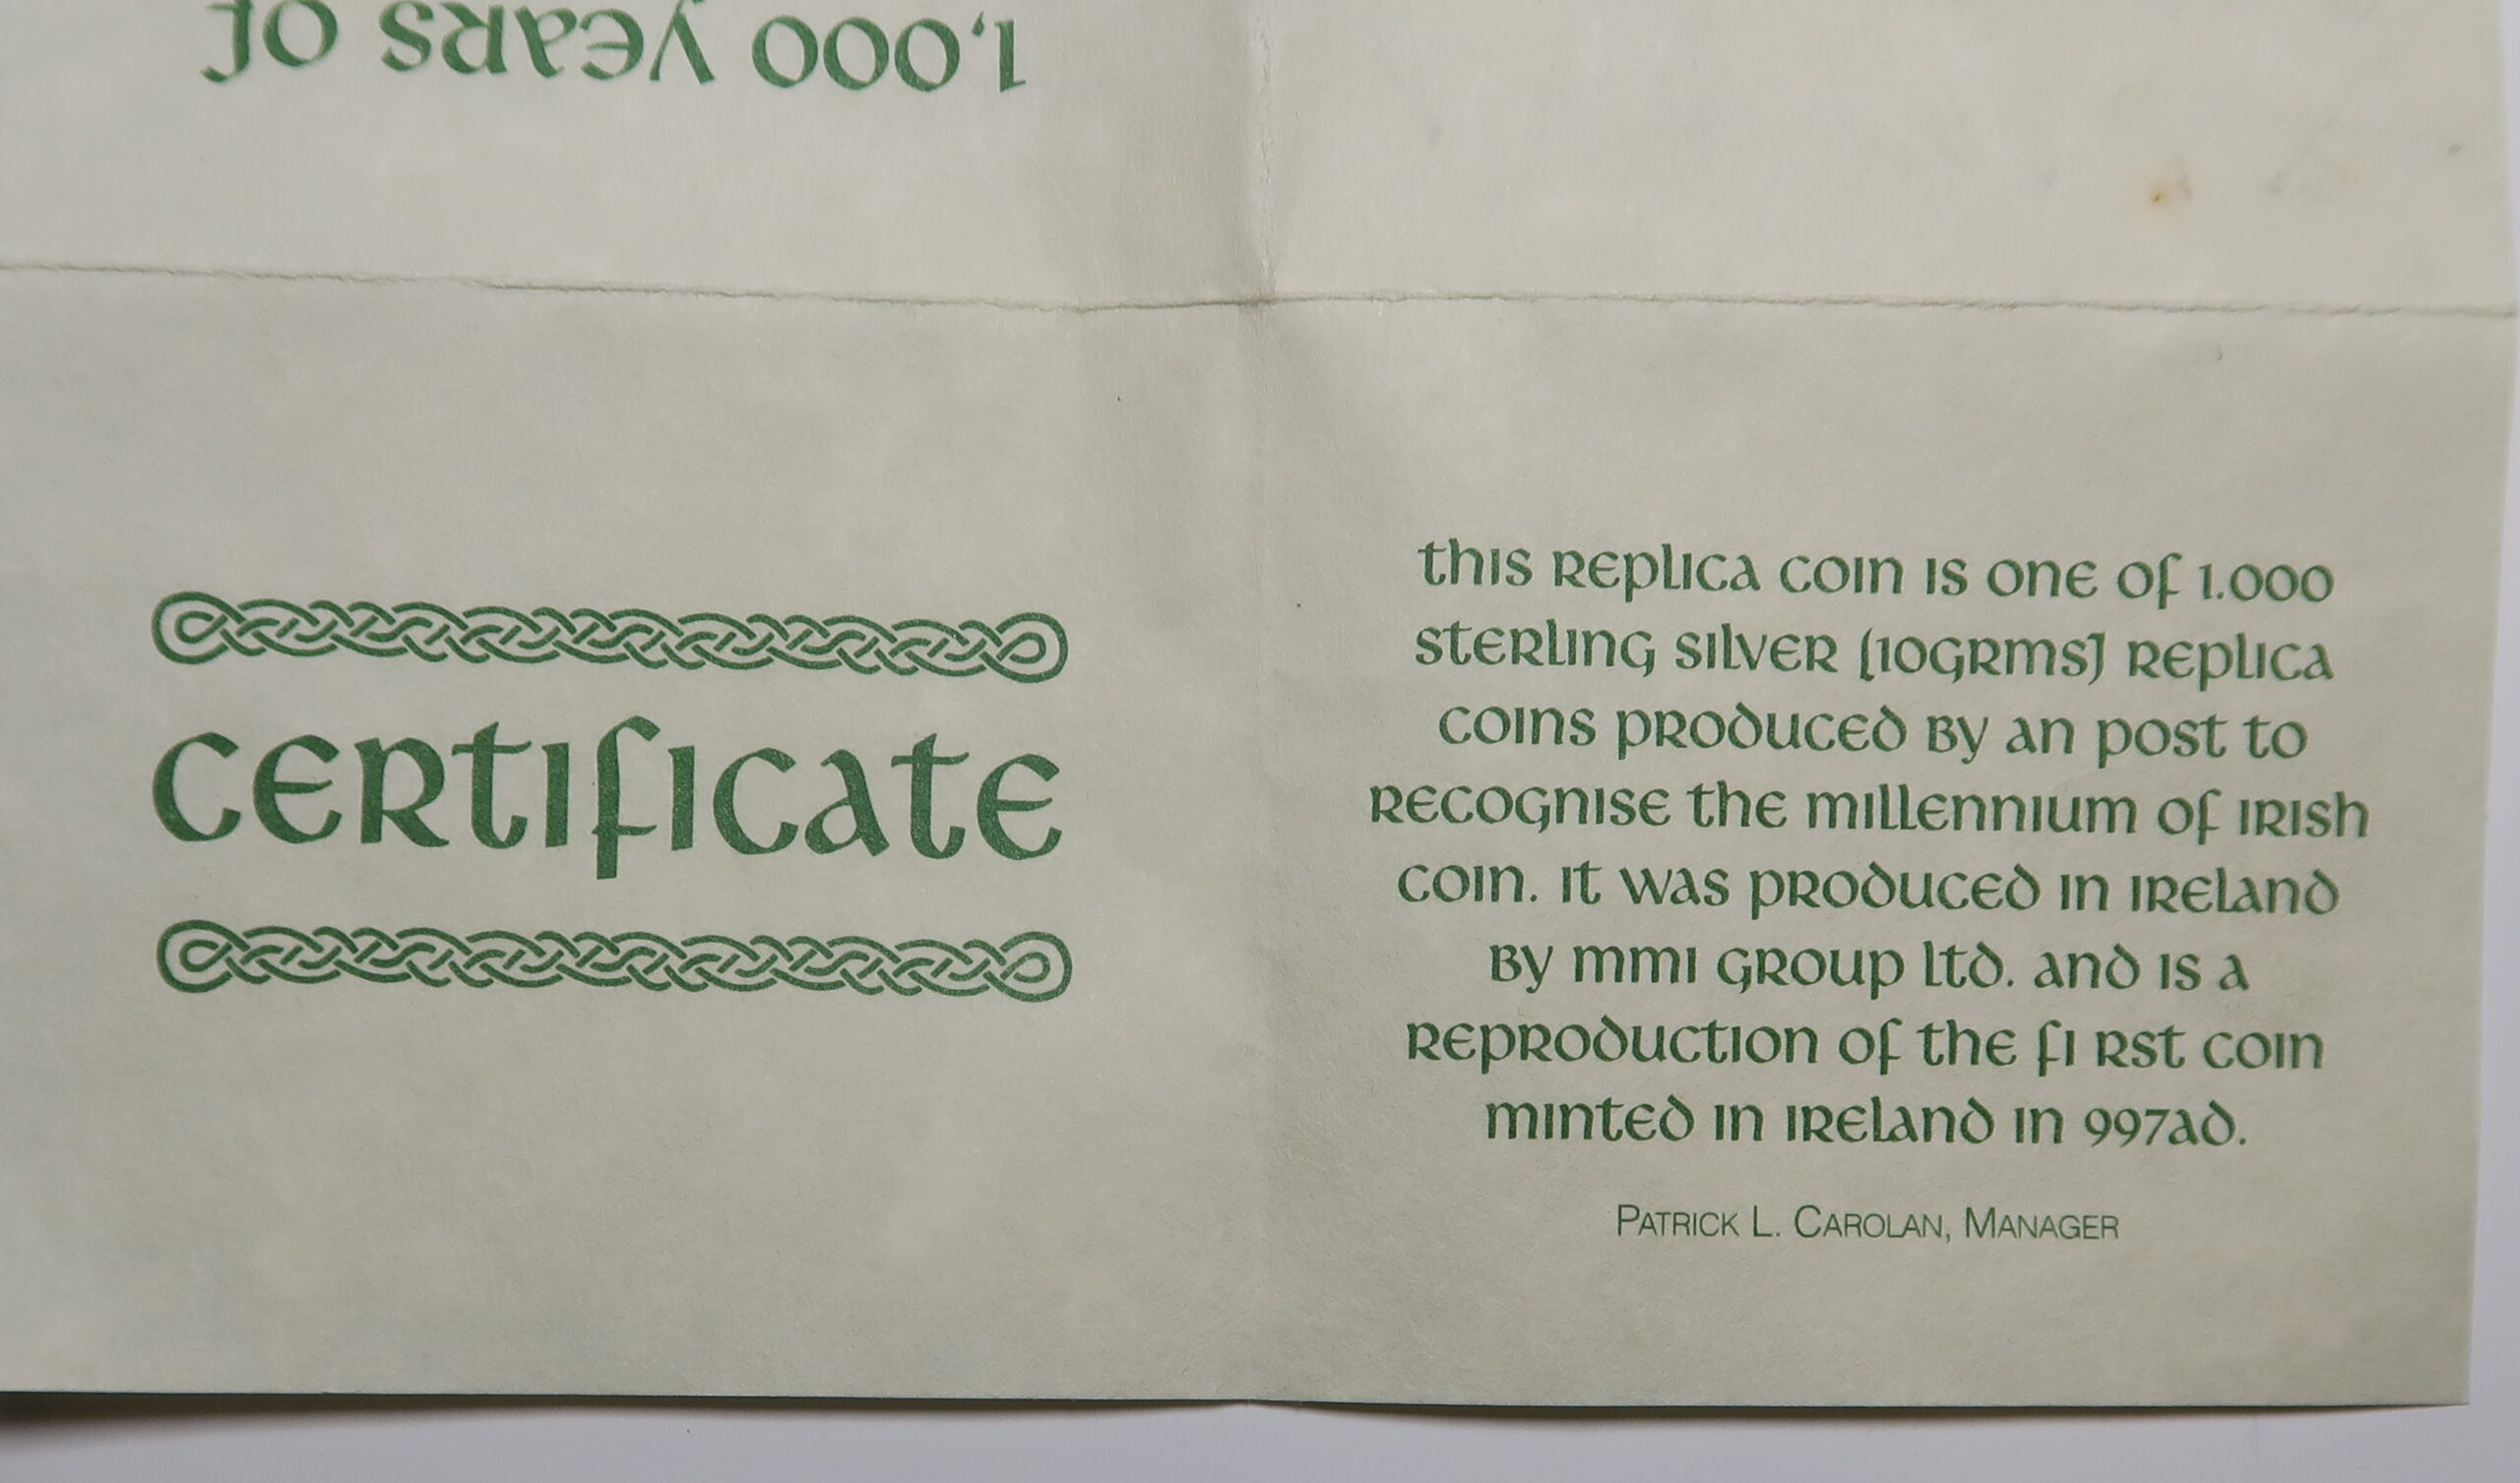 1,000 years of
certificate
this replica coin is one of 1.000
sterling silver [10grms] replica
coins produced by an post to
recognise the millennium of irish
coin. it was produced in ireland
by mmi group ltd. and is a
reproduction of the fi rst coin
minted in ireland in 997ad.
Patrick L. Carolan, Manager